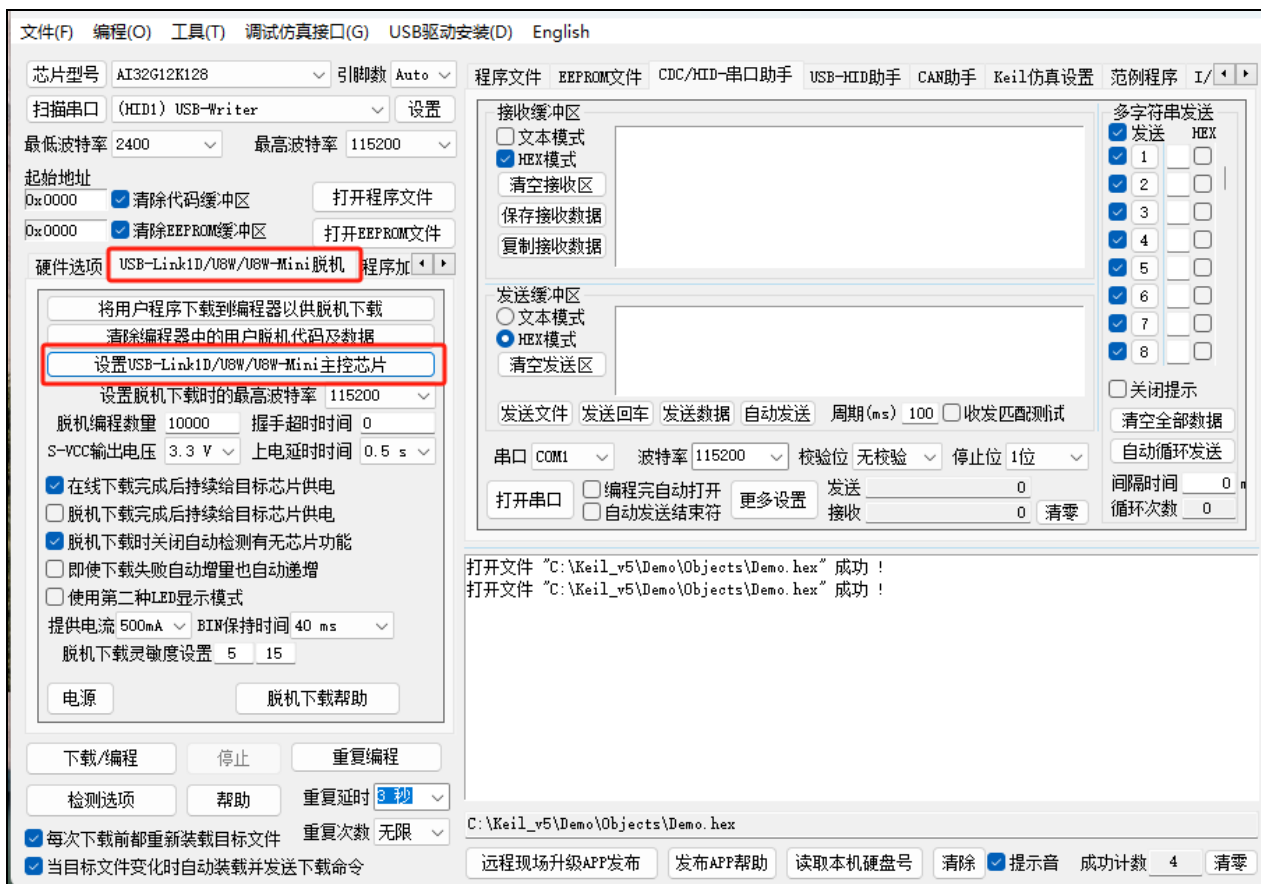 文件(F) 编程(O) 工具(T) 调试仿真接口(G) USB驱动安装(D) English
芯片型号 AI32G12K128 引脚数 Auto
扫描串口 (HID1) USB-Writer 设置
最低波特率 2400 最高波特率 115200
起始地址
0x0000 清除代码缓冲区 打开程序文件
0x0000 清除EEPROM缓冲区 打开EEPROM文件
硬件选项 USB-Link1D/U8W/U8W-Mini脱机 程序加
将用户程序下载到编程器以供脱机下载
清除编程器中的用户脱机代码及数据
设置USB-Link1D/U8W/U8W-Mini主控芯片
设置脱机下载时的最高波特率 115200
脱机编程数量 10000 握手超时时间 0
S-VCC输出电压 3.3 V 上电延时时间 0.5 s
在线下载完成后持续给目标芯片供电
脱机下载完成后持续给目标芯片供电
脱机下载时关闭自动检测有无芯片功能
即使下载失败自动增量也自动递增
使用第二种LED显示模式
提供电流 500mA BIN保持时间 40 ms
脱机下载灵敏度设置 5 15
电源 脱机下载帮助
下载/编程 停止 重复编程
检测选项 帮助 重复延时 3 秒
每次下载前都重新装载目标文件 重复次数 无限
当目标文件变化时自动装载并发送下载命令
程序文件 EEPROM文件 CDC/HID-串口助手 USB-HID助手 CAN助手 Keil仿真设置 范例程序 I/
接收缓冲区
文本模式
HEX模式
清空接收区
保存接收数据
复制接收数据
发送缓冲区
文本模式
HEX模式
清空发送区
发送文件 发送回车 发送数据 自动发送 周期(ms) 100 收发匹配测试
串口 COM1 波特率 115200 校验位 无校验 停止位 1位
打开串口 编程完自动打开 更多设置 发送 0
自动发送结束符 接收 0 清零
多字符串发送
发送 HEX
1
2
3
4
5
6
7
8
关闭提示
清空全部数据
自动循环发送
间隔时间 0
循环次数 0
打开文件 "C:\Keil_v5\Demo\Objects\Demo.hex" 成功 !
打开文件 "C:\Keil_v5\Demo\Objects\Demo.hex" 成功 !
C:\Keil_v5\Demo\Objects\Demo.hex
远程现场升级APP发布 发布APP帮助 读取本机硬盘号 清除 提示音 成功计数 4 清零